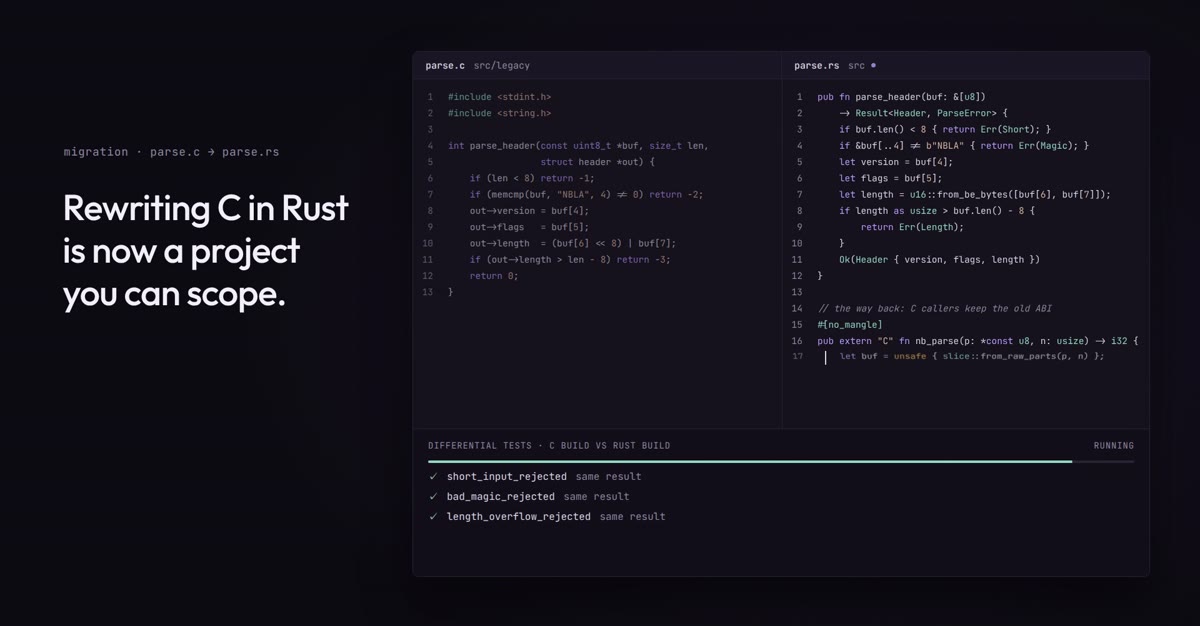 migration · parse.c → parse.rs
Rewriting C in Rust
is now a project
you can scope.
parse.c src/legacy
1 #include <stdint.h>
2 #include <string.h>
3
4 int parse_header(const uint8_t *buf, size_t len,
5 struct header *out) {
6 if (len < 8) return -1;
7 if (memcmp(buf, "NBLA", 4) != 0) return -2;
8 out->version = buf[4];
9 out->flags = buf[5];
10 out->length = (buf[6] << 8) | buf[7];
11 if (out->length > len - 8) return -3;
12 return 0;
13 }
parse.rs src
1 pub fn parse_header(buf: &[u8])
2 -> Result<Header, ParseError> {
3 if buf.len() < 8 { return Err(Short); }
4 if &buf[..4] != b"NBLA" { return Err(Magic); }
5 let version = buf[4];
6 let flags = buf[5];
7 let length = u16::from_be_bytes([buf[6], buf[7]]);
8 if length as usize > buf.len() - 8 {
9 return Err(Length);
10 }
11 Ok(Header { version, flags, length })
12 }
13
14 // the way back: C callers keep the old ABI
15 #[no_mangle]
16 pub extern "C" fn nb_parse(p: *const u8, n: usize) -> i32 {
17 let buf = unsafe { slice::from_raw_parts(p, n) };
DIFFERENTIAL TESTS · C BUILD VS RUST BUILD
RUNNING
✓ short_input_rejected same result
✓ bad_magic_rejected same result
✓ length_overflow_rejected same result